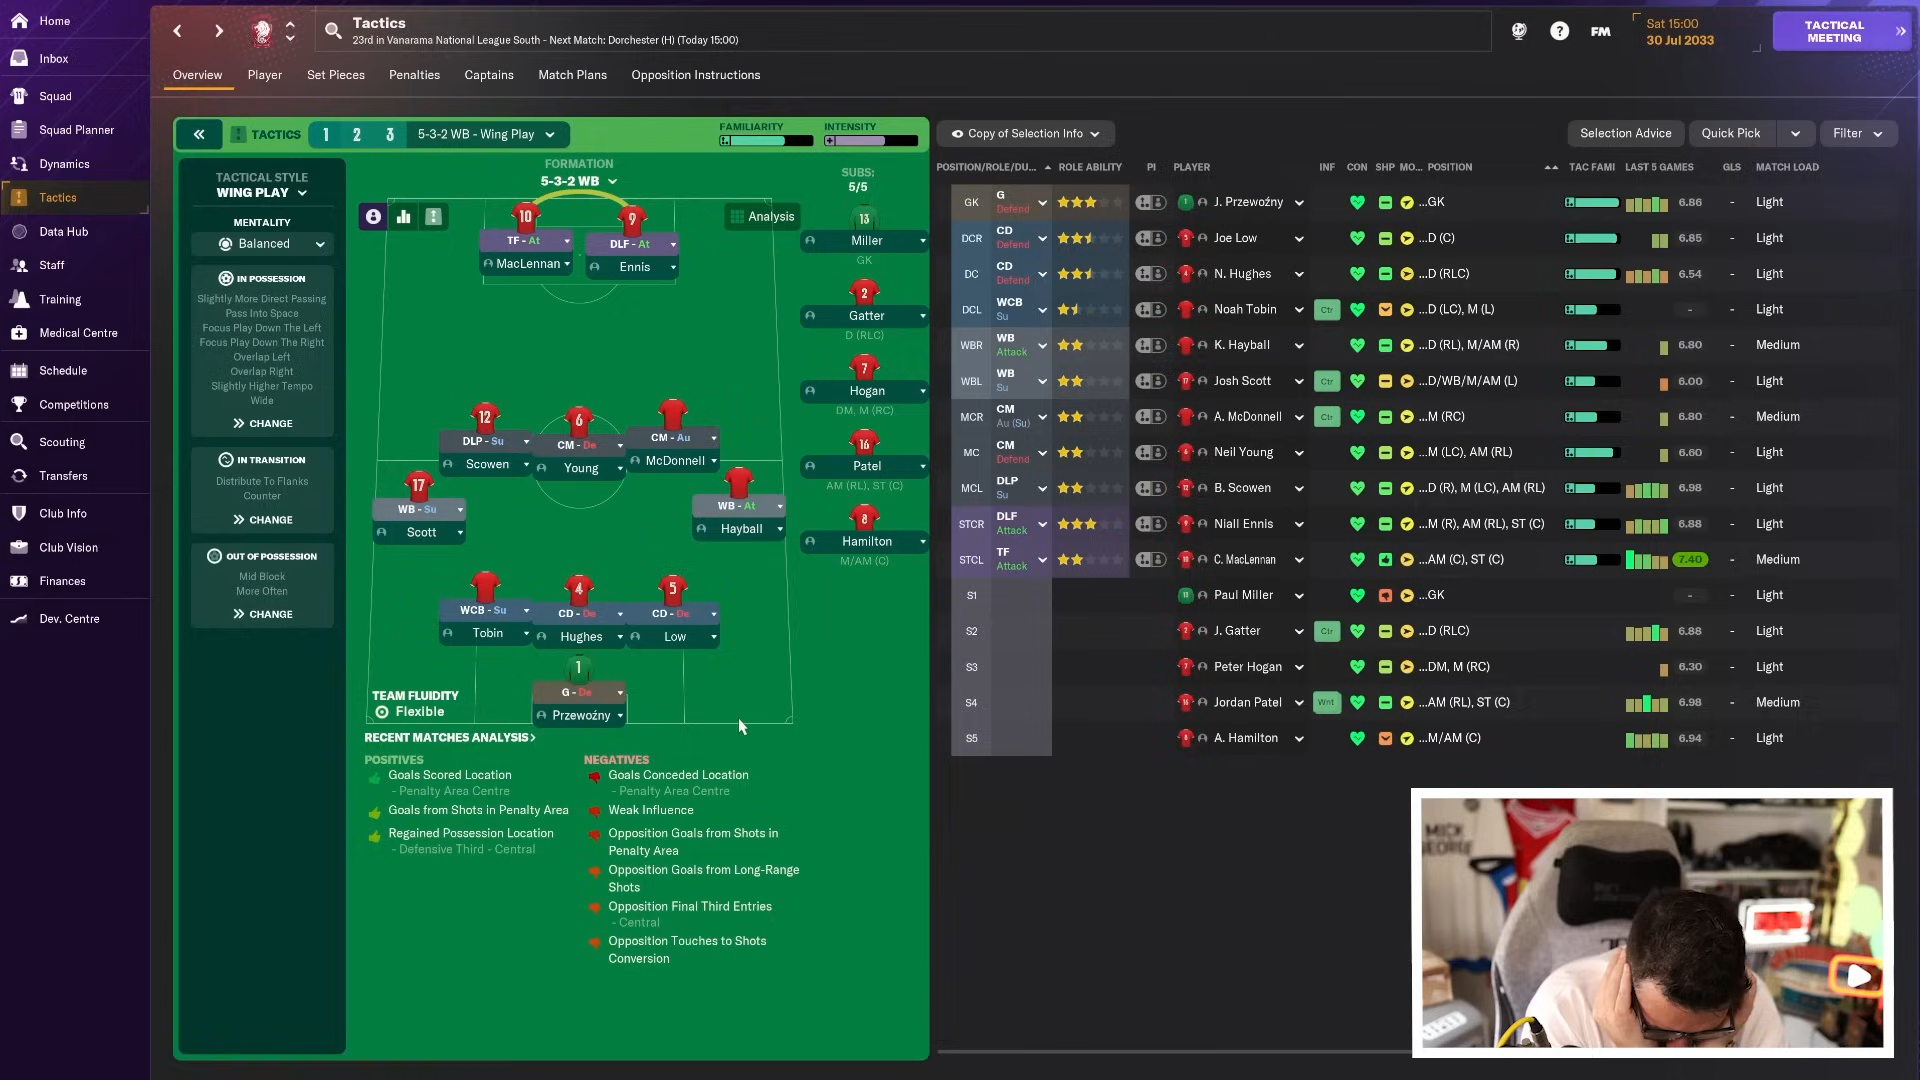 Home
Inbox
Squad
Squad Planner
Dynamics
Tactics
Data Hub
Staff
Training
Medical Centre
Schedule
Competitions
Scouting
Transfers
Club Info
Club Vision
Finances
Dev. Centre
Tactics
23rd in Vanarama National League South - Next Match: Dorchester (H) (Today 15:00)
FM
Sat 15:00
30 Jul 2033
TACTICAL MEETING
Overview
Player
Set Pieces
Penalties
Captains
Match Plans
Opposition Instructions
TACTICS
1 2 3
5-3-2 WB - Wing Play
FAMILIARITY
INTENSITY
TACTICAL STYLE
WING PLAY
MENTALITY
Balanced
IN POSSESSION
Slightly More Direct Passing
Pass Into Space
Focus Play Down The Left
Focus Play Down The Right
Overlap Left
Overlap Right
Slightly Higher Tempo
Wide
CHANGE
IN TRANSITION
Distribute To Flanks
Counter
CHANGE
OUT OF POSSESSION
Mid Block
More Often
CHANGE
FORMATION
5-3-2 WB
Analysis
10
TF - At
MacLennan
9
DLF - At
Ennis
12
DLP - Su
Scowen
6
CM - De
Young
CM - Au
McDonnell
17
WB - Su
Scott
WB - At
Hayball
WCB - Su
Tobin
4
CD - De
Hughes
5
CD - De
Low
1
G - De
Przewoźny
TEAM FLUIDITY
Flexible
SUBS:
5/5
13
Miller
GK
2
Gatter
D (RLC)
7
Hogan
DM, M (RC)
16
Patel
AM (RL), ST (C)
8
Hamilton
M/AM (C)
RECENT MATCHES ANALYSIS>
POSITIVES
Goals Scored Location
- Penalty Area Centre
Goals from Shots in Penalty Area
Regained Possession Location
- Defensive Third - Central
NEGATIVES
Goals Conceded Location
- Penalty Area Centre
Weak Influence
Opposition Goals from Shots in
Penalty Area
Opposition Goals from Long-Range
Shots
Opposition Final Third Entries
- Central
Opposition Touches to Shots
Conversion
Copy of Selection Info
Selection Advice
Quick Pick
Filter
POSITION/ROLE/DU... ROLE ABILITY PI PLAYER INF CON SHP MO... POSITION TAC FAMI LAST 5 GAMES GLS MATCH LOAD
GK G Defend J. Przewoźny ...GK 6.86 - Light
DCR CD Defend Joe Low ...D (C) 6.85 - Light
DC CD Defend N. Hughes ...D (RLC) 6.54 - Light
DCL WCB Su Noah Tobin Ctr ...D (LC), M (L) - - Light
WBR WB Attack K. Hayball ...D (RL), M/AM (R) 6.80 - Medium
WBL WB Su Josh Scott Ctr ...D/WB/M/AM (L) 6.00 - Light
MCR CM Au (Su) A. McDonnell Ctr ...M (RC) 6.80 - Medium
MC CM Defend Neil Young ...M (LC), AM (RL) 6.60 - Light
MCL DLP Su B. Scowen ...D (R), M (LC), AM (RL) 6.98 - Light
STCR DLF Attack Niall Ennis ...M (R), AM (RL), ST (C) 6.88 - Light
STCL TF Attack C. MacLennan ...AM (C), ST (C) 7.40 - Medium
S1 Paul Miller ...GK - - Light
S2 J. Gatter Ctr ...D (RLC) 6.88 - Light
S3 Peter Hogan ...DM, M (RC) 6.30 - Light
S4 Jordan Patel Wnt ...AM (RL), ST (C) 6.98 - Medium
S5 A. Hamilton ...M/AM (C) 6.94 - Light